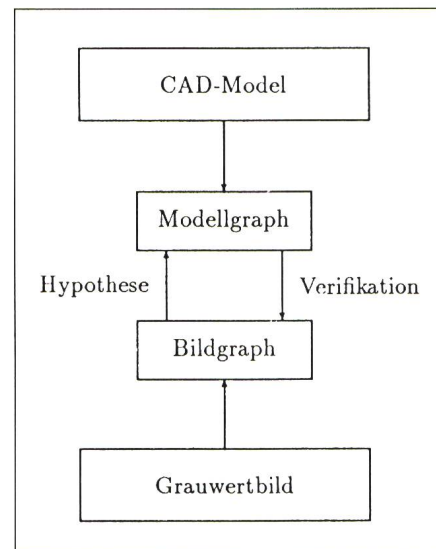 CAD-Model
Modellgraph
Hypothese
Verifikation
Bildgraph
Grauwertbild